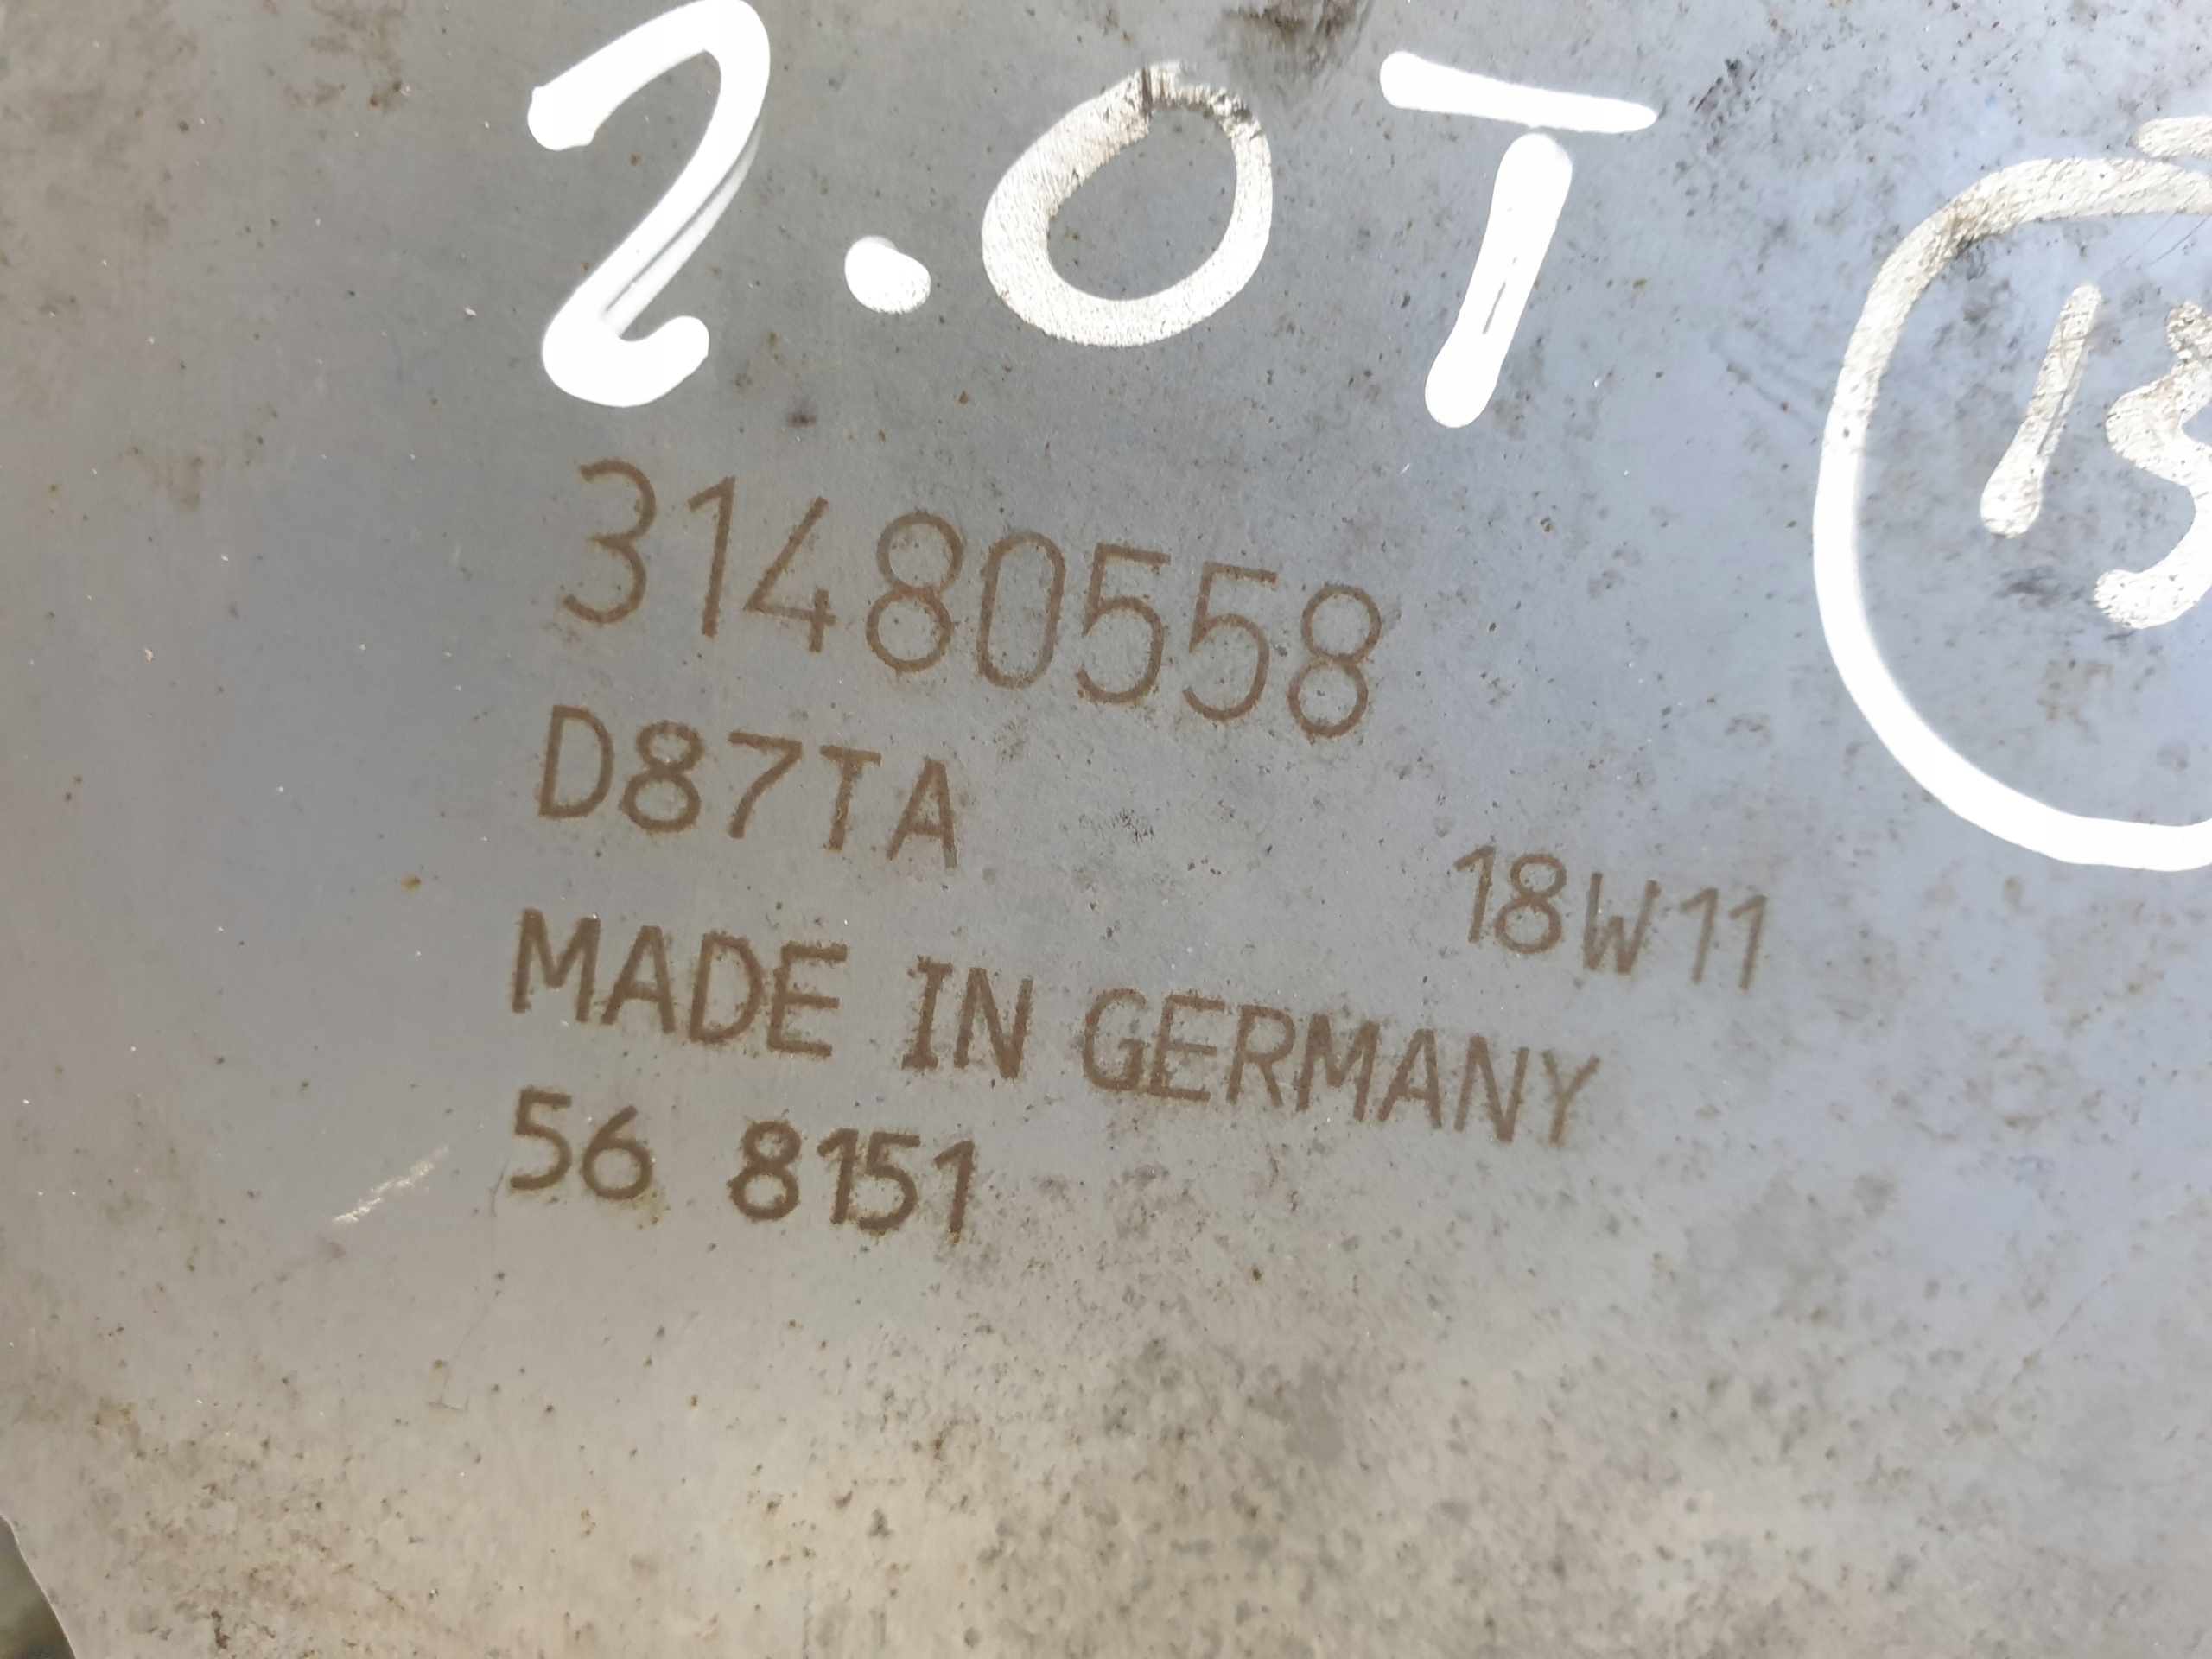 2.0T
31480558
D87TA
18W11
MADE IN GERMANY
56 8151